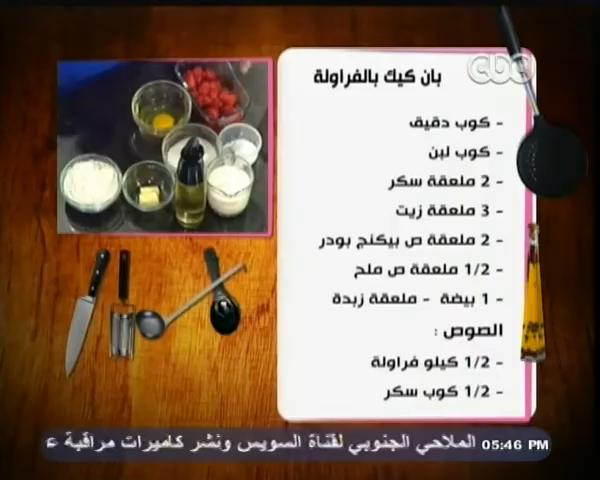 بان كيك بالفراولة
cbc
- كوب دقيق
- كوب لبن
- 2 ملعقة سكر
- 3 ملعقة زيت
- 2 ملعقة ص بيكنج بودر
- 1/2 ملعقة ص ملح
- 1 بيضة - ملعقة زبدة
الصوص :
- 1/2 كيلو فراولة
- 1/2 كوب سكر
الملاحي الجنوبي لقناة السويس ونشر كاميرات مراقبة ع
05:46 PM